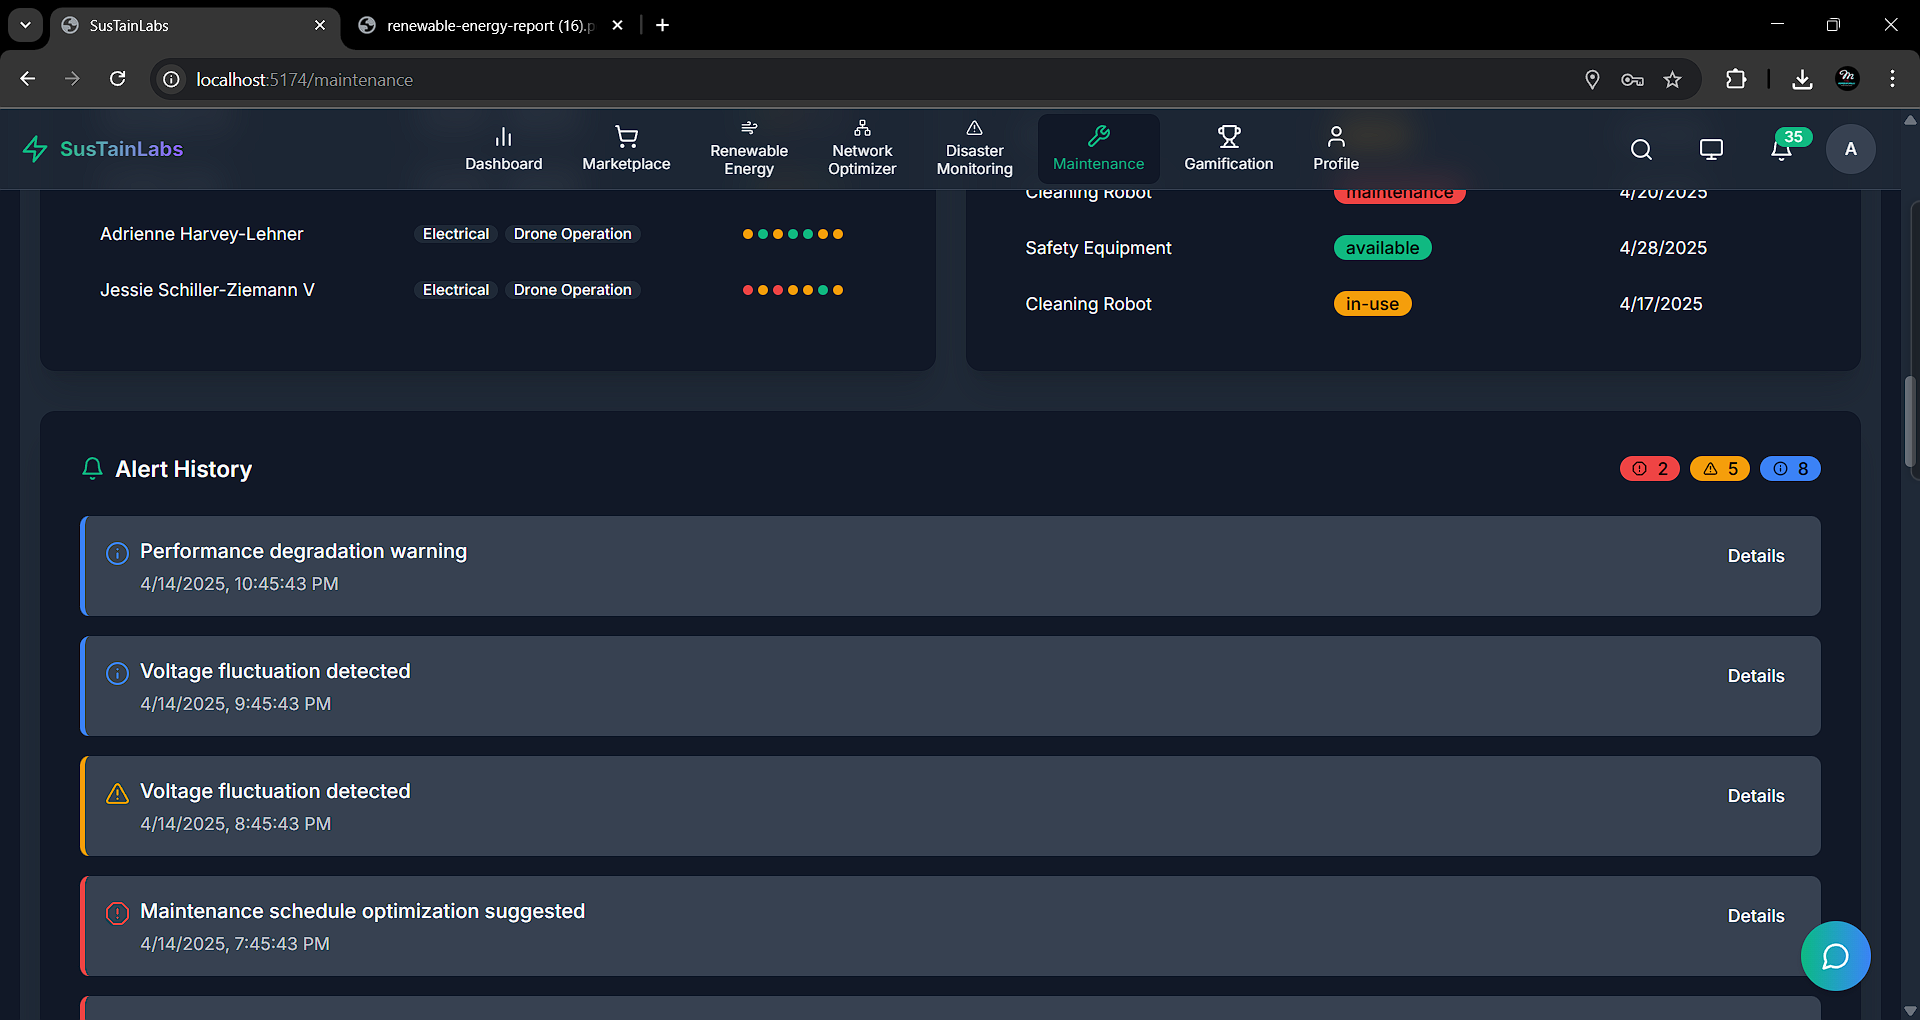 SusTainLabs
renewable-energy-report (16).p
localhost:5174/maintenance
SusTainLabs
Dashboard
Marketplace
Renewable
Energy
Network
Optimizer
Disaster
Monitoring
Maintenance
Gamification
Profile
35
A
Adrienne Harvey-Lehner Electrical Drone Operation
Jessie Schiller-Ziemann V Electrical Drone Operation
Cleaning Robot maintenance 4/20/2025
Safety Equipment available 4/28/2025
Cleaning Robot in-use 4/17/2025
Alert History 2 5 8
Performance degradation warning
4/14/2025, 10:45:43 PM
Details
Voltage fluctuation detected
4/14/2025, 9:45:43 PM
Details
Voltage fluctuation detected
4/14/2025, 8:45:43 PM
Details
Maintenance schedule optimization suggested
4/14/2025, 7:45:43 PM
Details